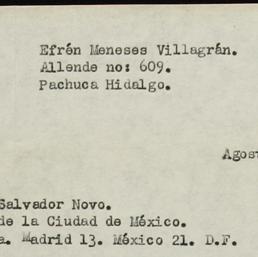 Efrén Meneses Villagrán.
Allende no: 609.
Pachuca Hidalgo.
Agost
Salvador Novo.
de la Ciudad de México.
a. Madrid 13. México 21. D.F.